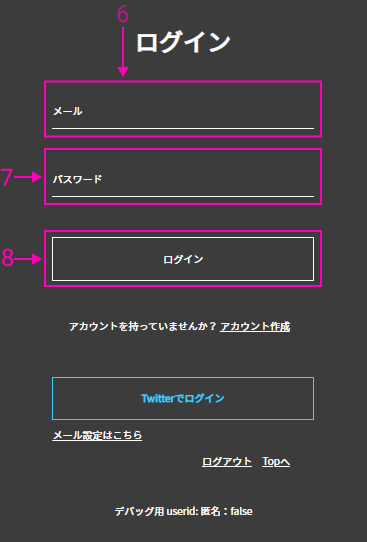 6
ログイン
メール
7
パスワード
8
ログイン
アカウントを持っていませんか？ アカウント作成
Twitterでログイン
メール設定はこちら
ログアウト Topへ
デバッグ用 userid: 匿名：false